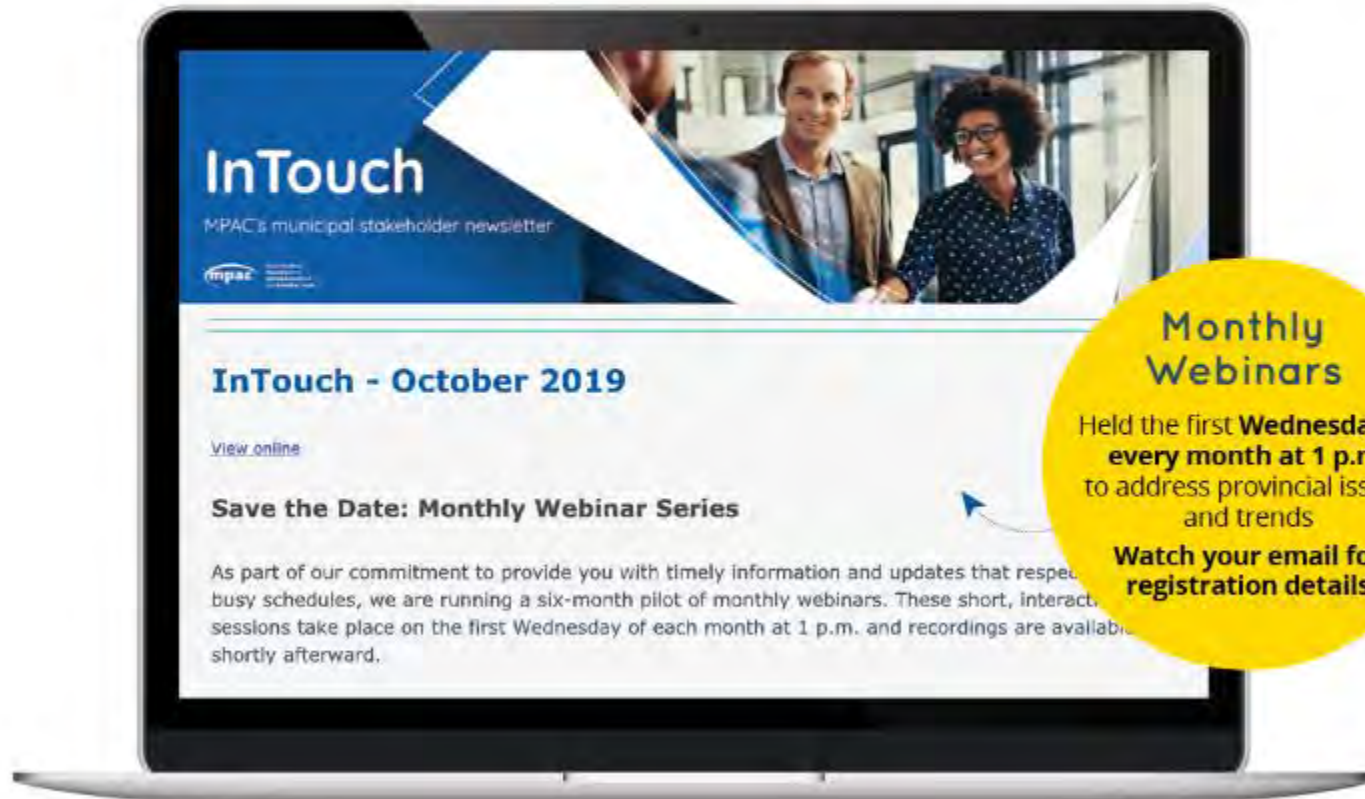 InTouch
MPAC's municipal stakeholder newsletter
mpac
InTouch - October 2019
View online
Save the Date: Monthly Webinar Series
As part of our commitment to provide you with timely information and updates that respec
busy schedules, we are running a six-month pilot of monthly webinars. These short, interacti
sessions take place on the first Wednesday of each month at 1 p.m. and recordings are availab
shortly afterward.
Monthly
Webinars
Held the first Wednesda
every month at 1 p.
to address provincial iss
and trends
Watch your email fo
registration details